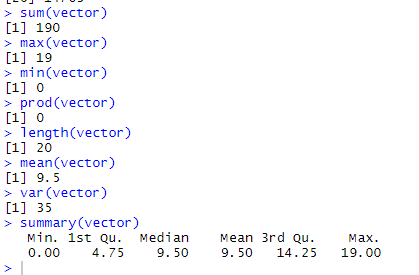 > sum(vector)
[1] 190
> max(vector)
[1] 19
> min(vector)
[1] 0
> prod(vector)
[1] 0
> length(vector)
[1] 20
> mean(vector)
[1] 9.5
> var(vector)
[1] 35
> summary(vector)
Min. 1st Qu. Median Mean 3rd Qu. Max.
0.00 4.75 9.50 9.50 14.25 19.00
>